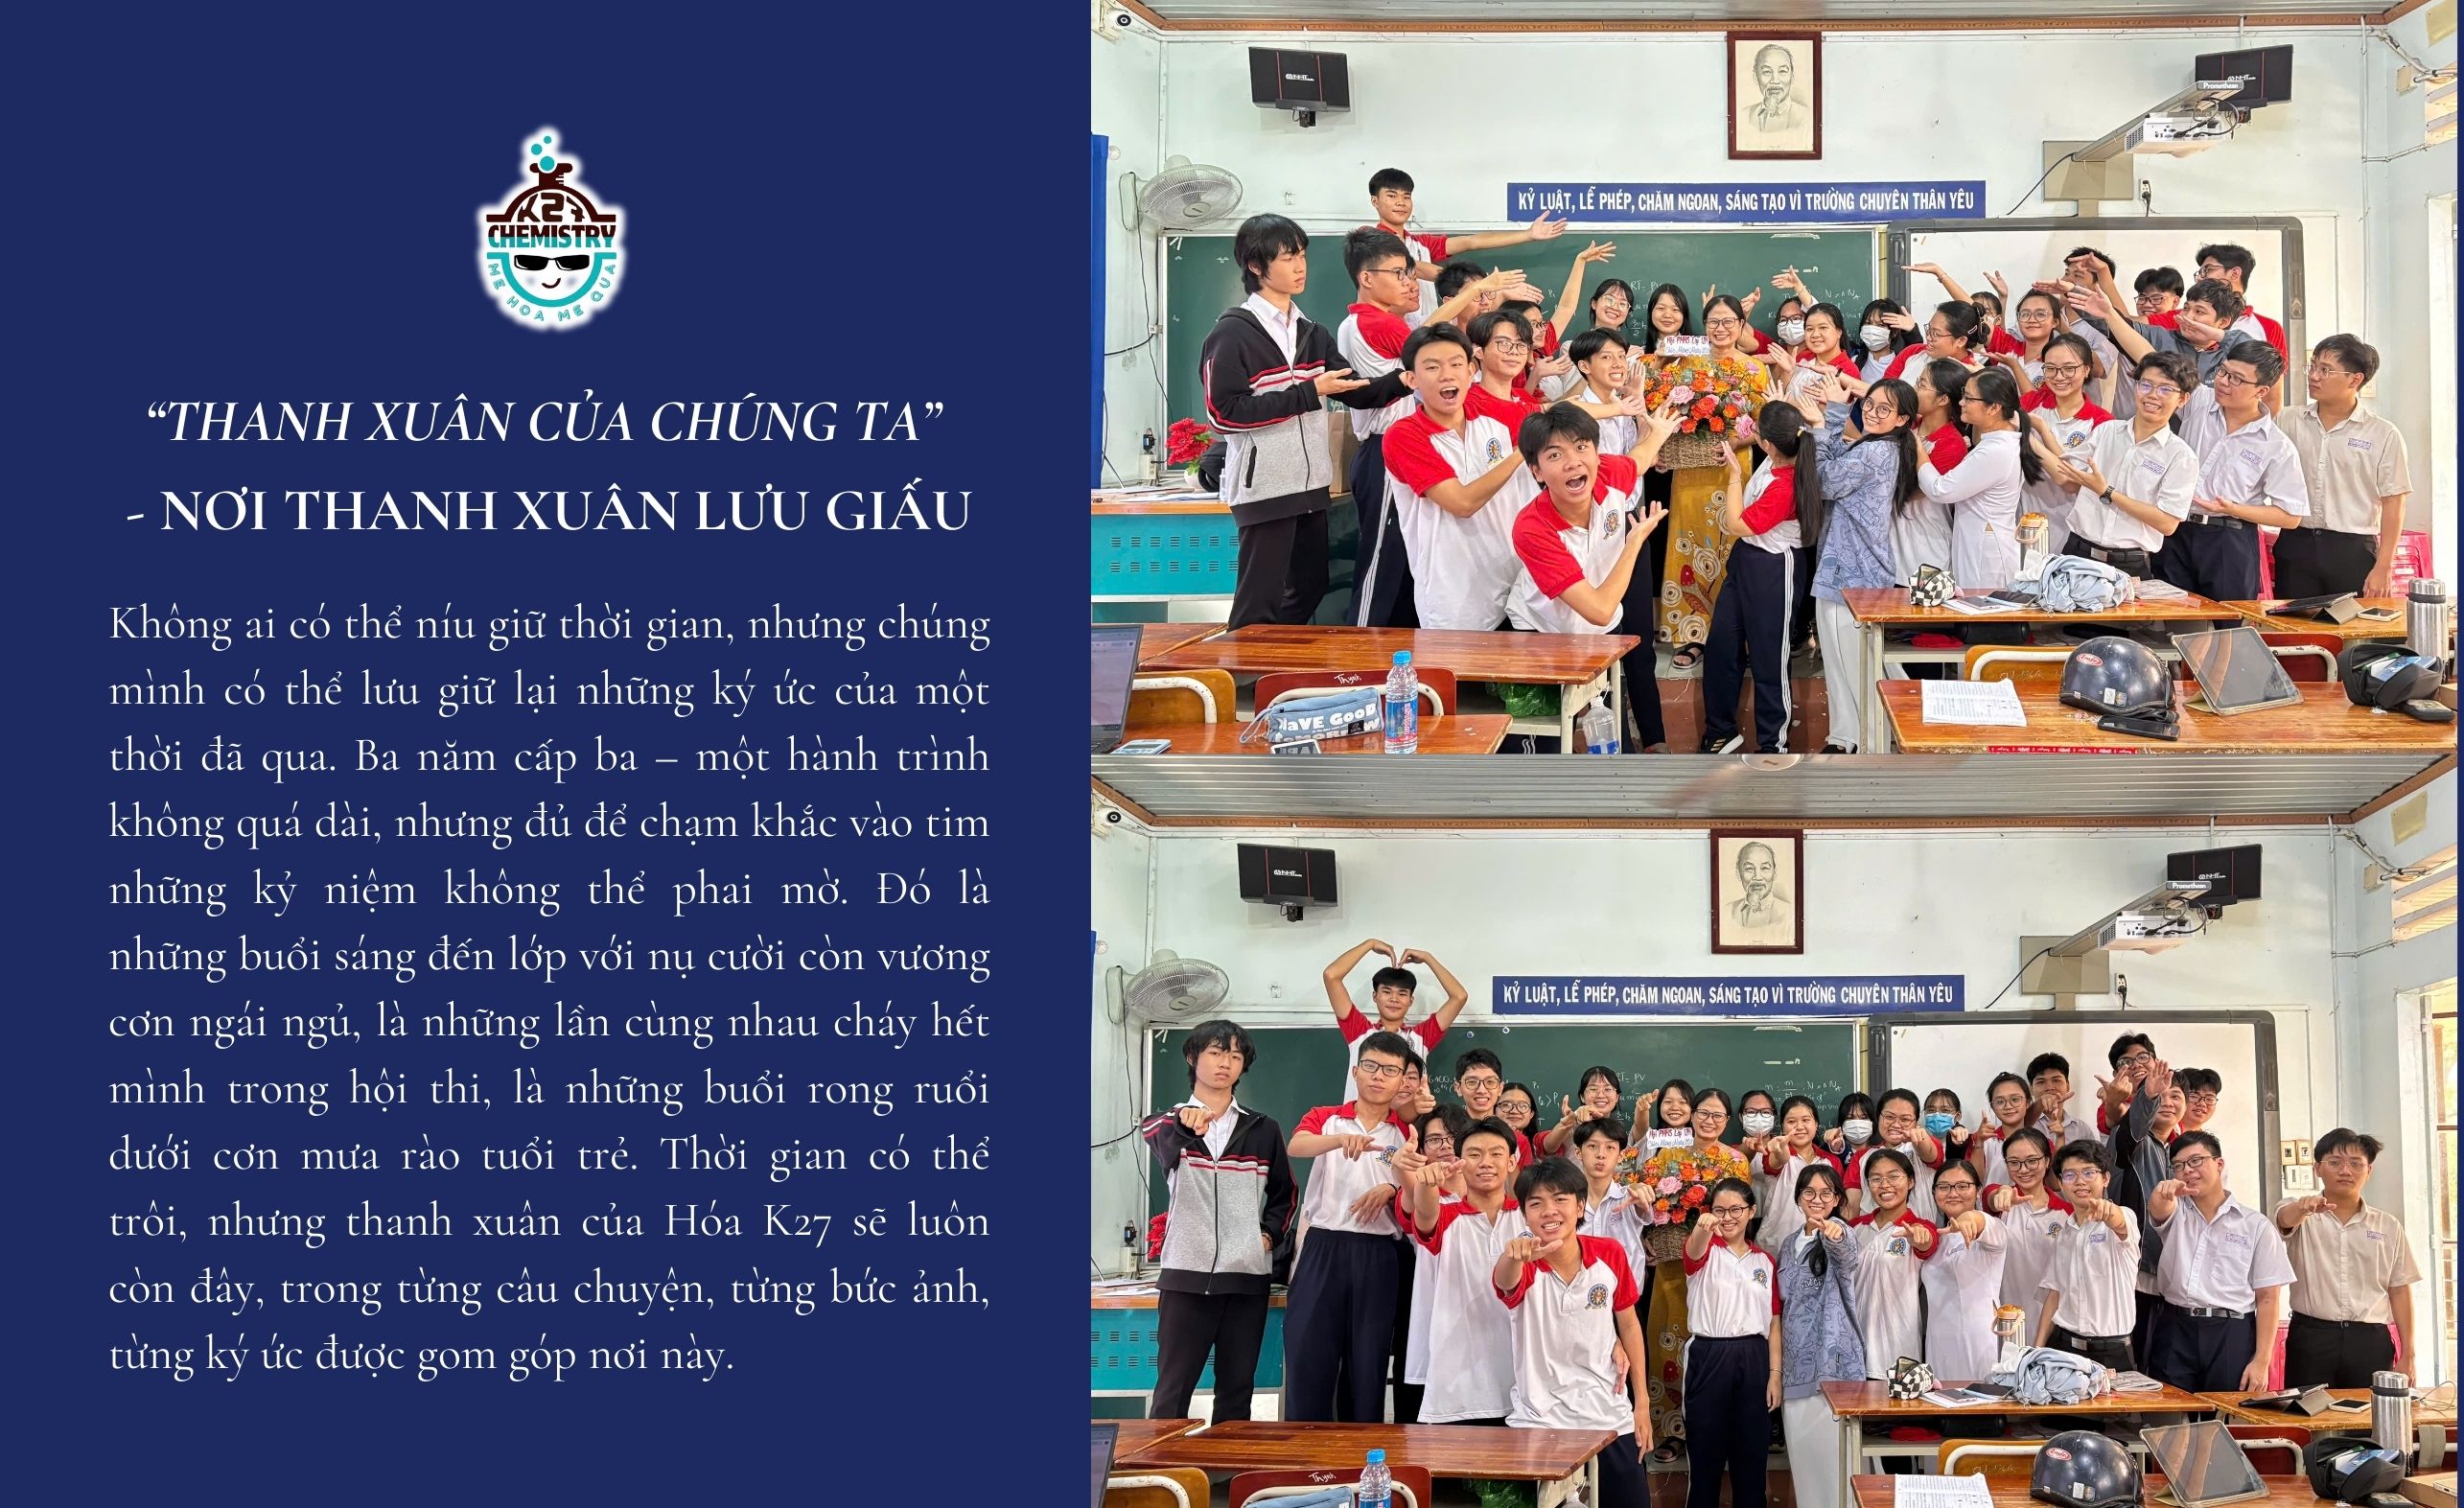 K27
CHEMISTRY
ME HOA ME QUA
“THANH XUÂN CỦA CHÚNG TA”
- NƠI THANH XUÂN LƯU GIẤU
Không ai có thể níu giữ thời gian, nhưng chúng
mình có thể lưu giữ lại những ký ức của một
thời đã qua. Ba năm cấp ba – một hành trình
không quá dài, nhưng đủ để chạm khắc vào tim
những kỷ niệm không thể phai mờ. Đó là
những buổi sáng đến lớp với nụ cười còn vương
cơn ngái ngủ, là những lần cùng nhau cháy hết
mình trong hội thi, là những buổi rong ruổi
dưới cơn mưa rào tuổi trẻ. Thời gian có thể
trôi, nhưng thanh xuân của Hóa K27 sẽ luôn
còn đây, trong từng câu chuyện, từng bức ảnh,
từng ký ức được gom góp nơi này.
Promethean
KỶ LUẬT, LỄ PHÉP, CHĂM NGOAN, SÁNG TẠO VÌ TRƯỜNG CHUYÊN THÂN YÊU
HAVE GOOD
Promethean
KỶ LUẬT, LỄ PHÉP, CHĂM NGOAN, SÁNG TẠO VÌ TRƯỜNG CHUYÊN THÂN YÊU